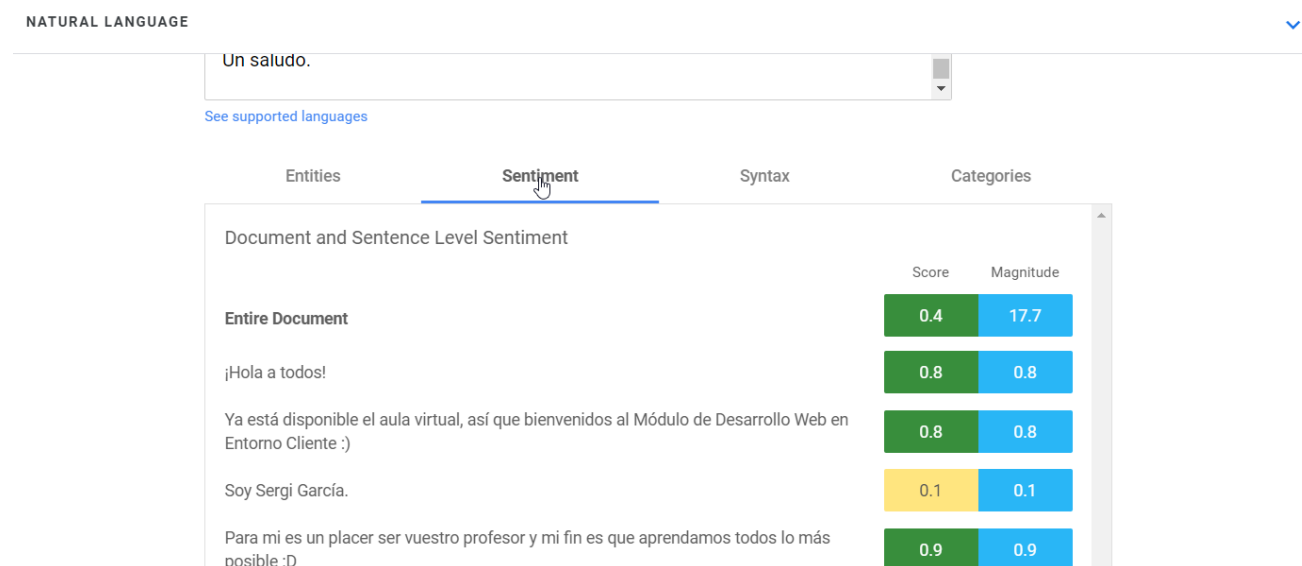 NATURAL LANGUAGE
Un saludo.
See supported languages
Entities Sentiment Syntax Categories
Document and Sentence Level Sentiment
Score Magnitude
Entire Document 0.4 17.7
¡Hola a todos! 0.8 0.8
Ya está disponible el aula virtual, así que bienvenidos al Módulo de Desarrollo Web en
Entorno Cliente :) 0.8 0.8
Soy Sergi García. 0.1 0.1
Para mi es un placer ser vuestro profesor y mi fin es que aprendamos todos lo más
posible :D 0.9 0.9